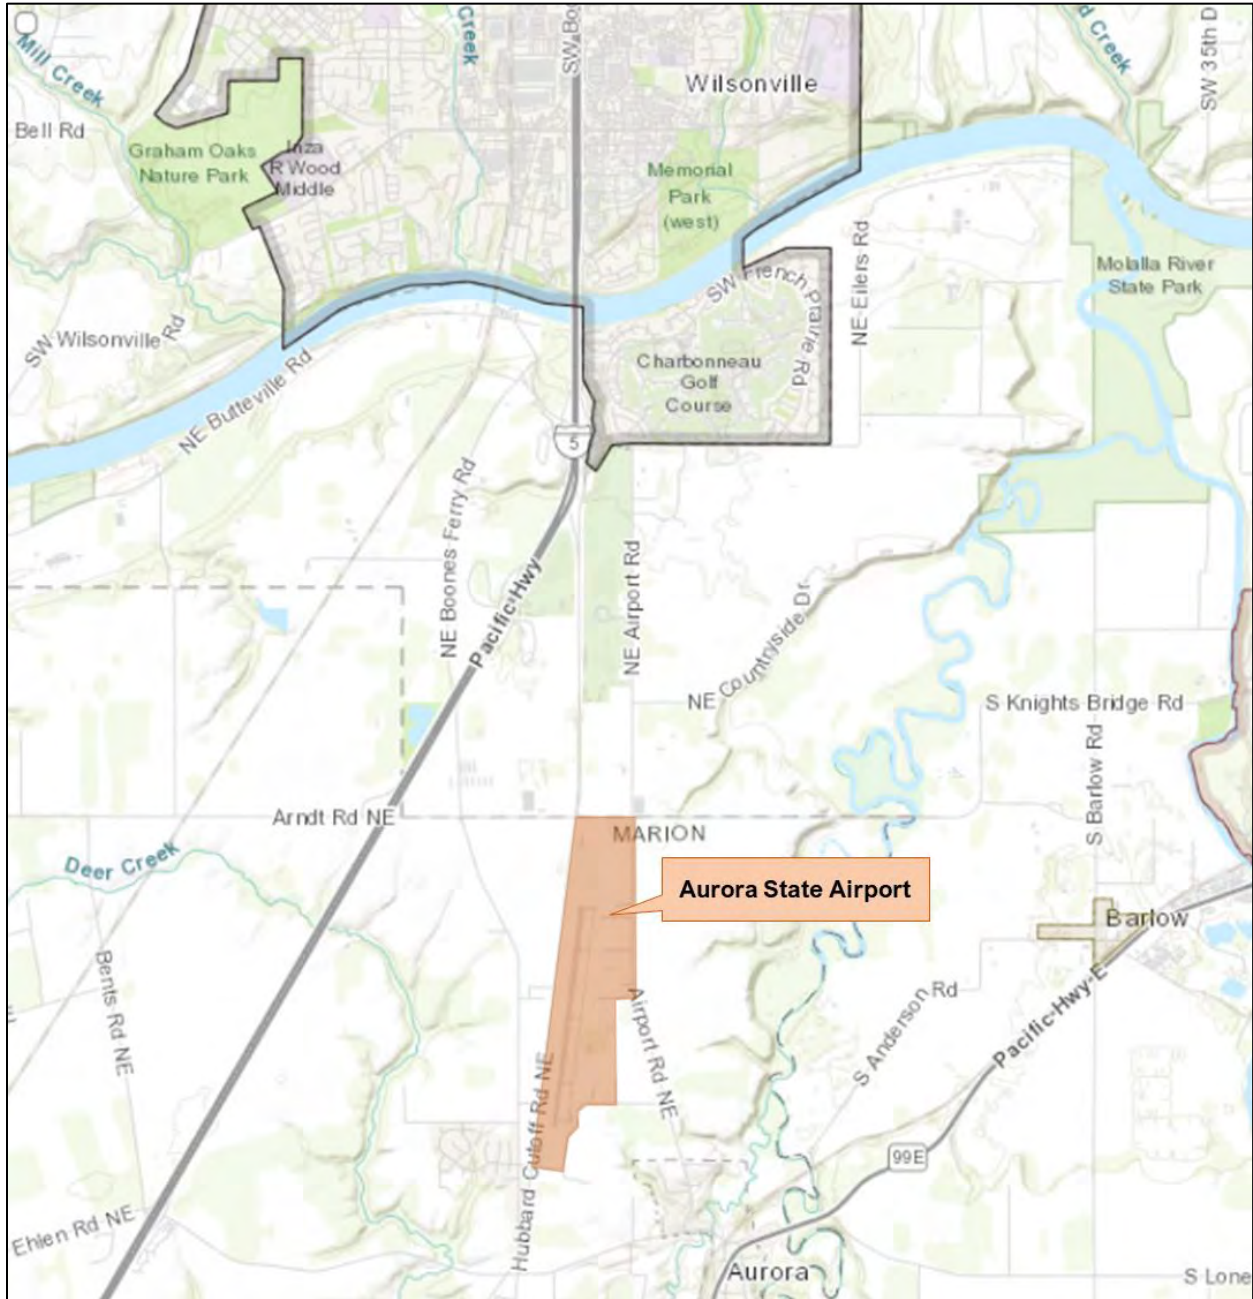 Creek
SW Bo
d Creek
SW 35th D
Mill Creek
Wilsonville
Bell Rd
Graham Oaks
Nature Park
Inza
R Wood
Middle
Memorial
Park
(west)
NE Eilers Rd
Molalla River
State Park
SW French Prairie Rd
SW Wilsonville Rd
Charbonneau
Golf
Course
NE Butteville Rd
5
NE Boones Ferry Rd
Pacific Hwy
NE Airport Rd
NE Countryside Dr
S Knights Bridge Rd
S Barlow Rd
Arndt Rd NE
MARION
Deer Creek
Aurora State Airport
Barlow
Bents Rd NE
Airport Rd NE
S Anderson Rd
Pacific Hwy E
Hubbard Cutoff Rd NE
99E
Ehlen Rd NE
Aurora
S Lone